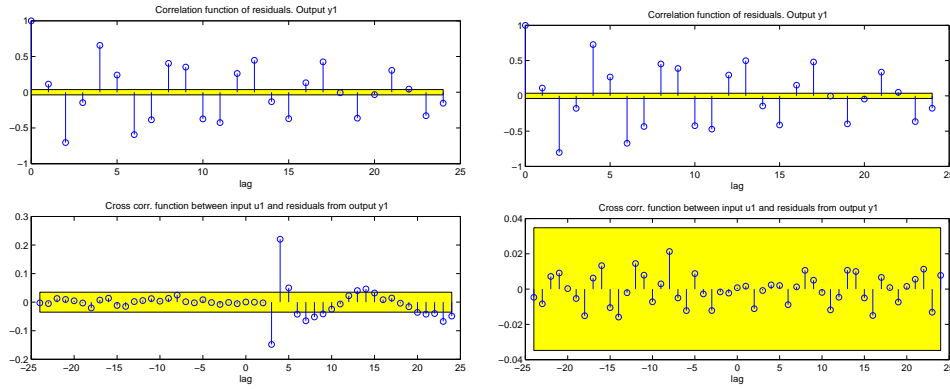 Correlation function of residuals. Output y1
1
0.5
0
−0.5
−1
0 5 10 15 20 25
lag
Cross corr. function between input u1 and residuals from output y1
0.3
0.2
0.1
0
−0.1
−0.2
−25 −20 −15 −10 −5 0 5 10 15 20 25
lag
Correlation function of residuals. Output y1
1
0.5
0
−0.5
−1
0 5 10 15 20 25
lag
Cross corr. function between input u1 and residuals from output y1
0.04
0.02
0
−0.02
−0.04
−25 −20 −15 −10 −5 0 5 10 15 20 25
lag